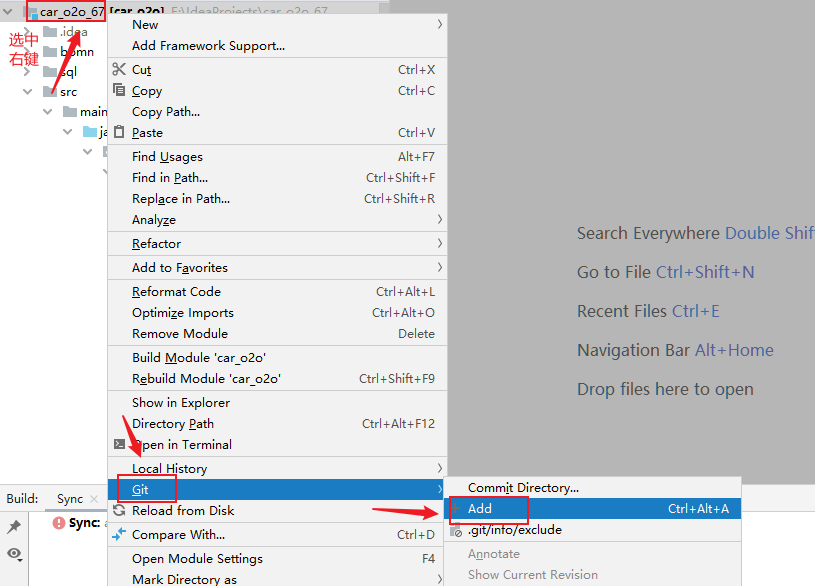 car_o2o_67 [car_o2o] E:\IdeaProjects\car_o2o_67
选中
右键
.idea
bpmn
sql
src
main
ja
New
Add Framework Support...
Cut Ctrl+X
Copy Ctrl+C
Copy Path...
Paste Ctrl+V
Find Usages Alt+F7
Find in Path... Ctrl+Shift+F
Replace in Path... Ctrl+Shift+R
Analyze
Refactor
Add to Favorites
Reformat Code Ctrl+Alt+L
Optimize Imports Ctrl+Alt+O
Remove Module Delete
Build Module 'car_o2o'
Rebuild Module 'car_o2o' Ctrl+Shift+F9
Show in Explorer
Directory Path Ctrl+Alt+F12
Open in Terminal
Local History
Git
Reload from Disk
Compare With... Ctrl+D
Open Module Settings F4
Mark Directory as
Commit Directory...
Add Ctrl+Alt+A
.git/info/exclude
Annotate
Show Current Revision
Search Everywhere Double Shif
Go to File Ctrl+Shift+N
Recent Files Ctrl+E
Navigation Bar Alt+Home
Drop files here to open
Build: Sync
Sync: